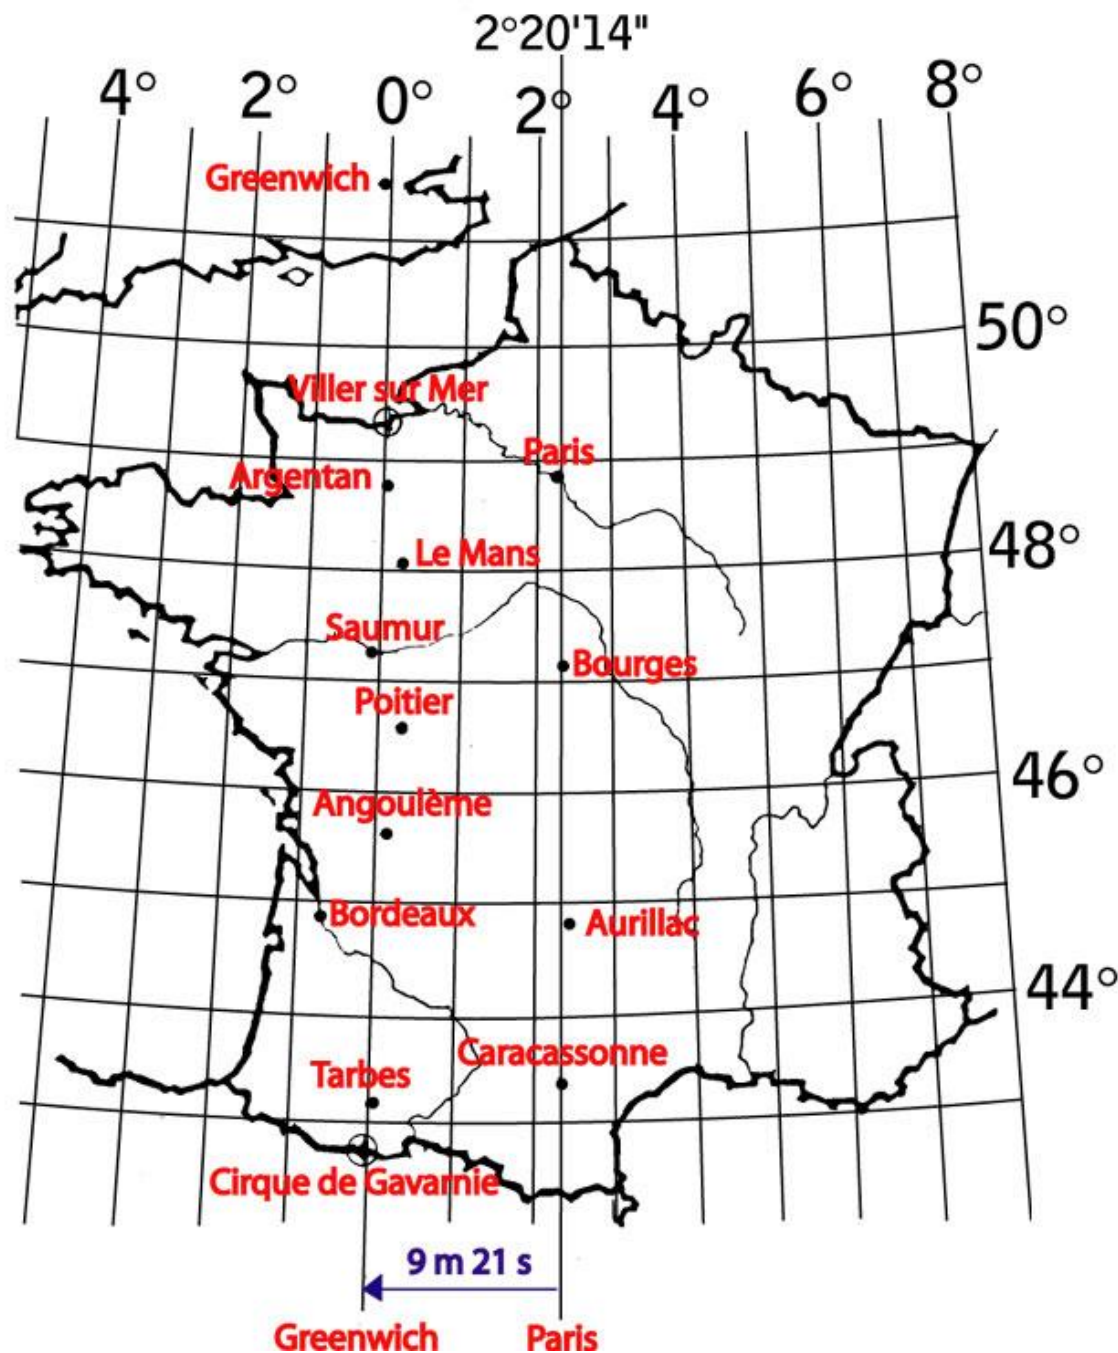 2°20'14"
4° 2° 0° 2° 4° 6° 8°
Greenwich
50°
Viller sur Mer
Paris
Argentan
48°
Le Mans
Saumur
Bourges
Poitier
46°
Angoulème
Bordeaux
Aurillac
44°
Caracassonne
Tarbes
Cirque de Gavarnie
9 m 21 s
Greenwich Paris